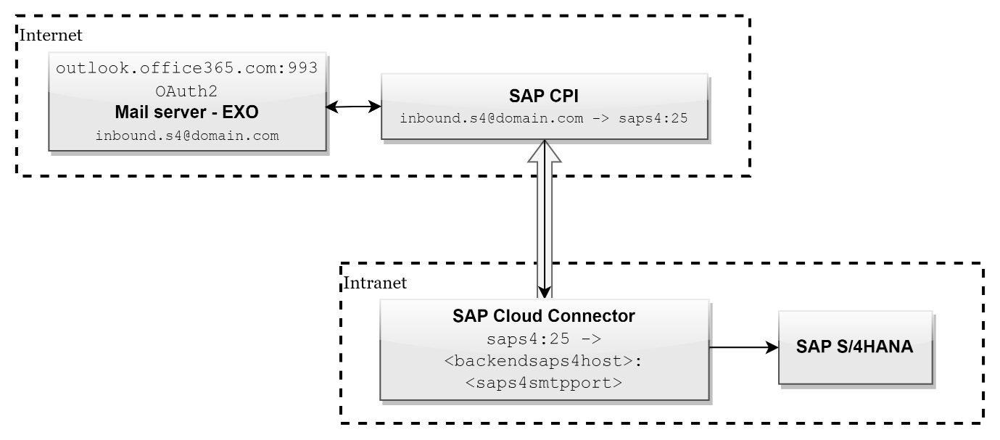 Internet
outlook.office365.com:993
OAuth2
Mail server - EXO
inbound.s4@domain.com
SAP CPI
inbound.s4@domain.com -> saps4:25
Intranet
SAP Cloud Connector
saps4:25 ->
<backendsaps4host>:
<saps4smtpport>
SAP S/4HANA